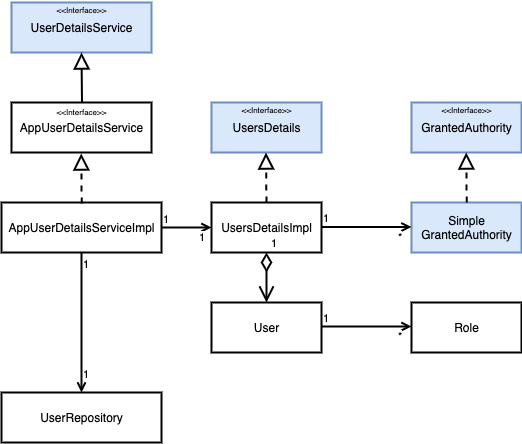 <<Interface>>
UserDetailsService
<<Interface>>
AppUserDetailsService
<<Interface>>
UsersDetails
<<Interface>>
GrantedAuthority
AppUserDetailsServiceImpl
1
1
UsersDetailsImpl
1
1
.
Simple
GrantedAuthority
1
User
1
.
Role
1
UserRepository